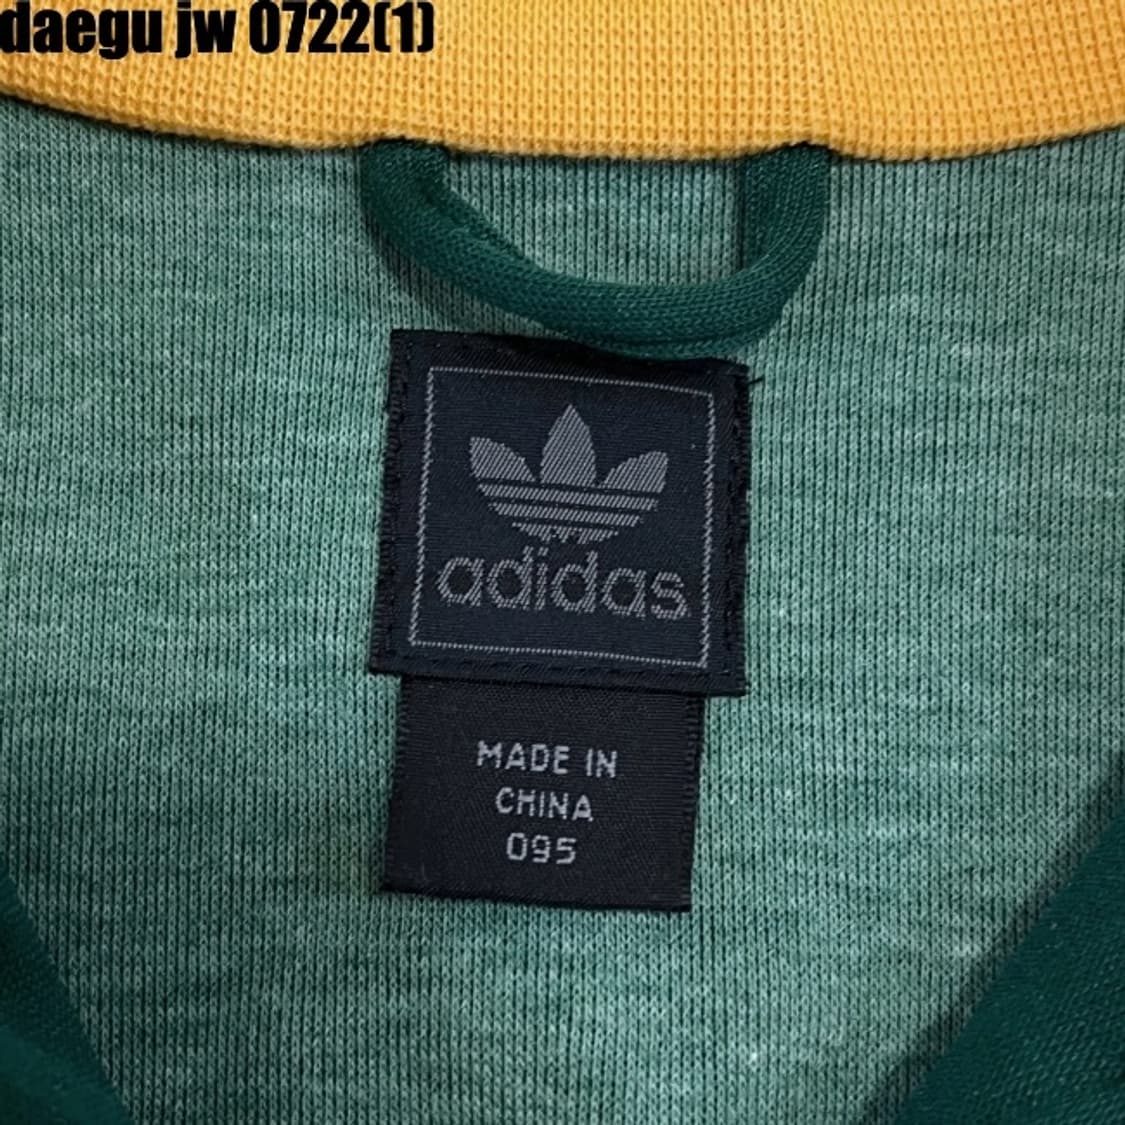 daegu jw 0722(1)
adidas
MADE IN
CHINA
095